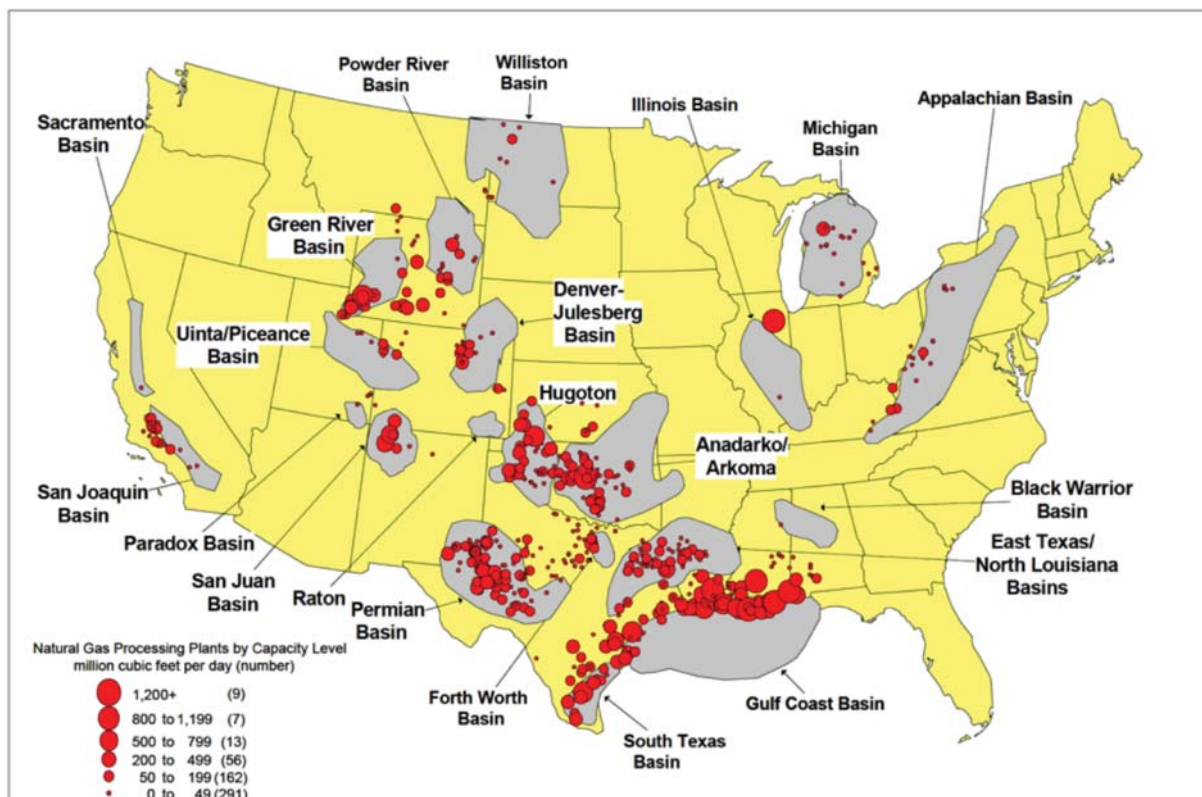 Powder River
Basin
Williston
Basin
Illinois Basin
Appalachian Basin
Michigan
Basin
Sacramento
Basin
Green River
Basin
Denver-
Julesberg
Basin
Uinta/Piceance
Basin
Hugoton
Anadarko/
Arkoma
San Joaquin
Basin
Black Warrior
Basin
Paradox Basin
East Texas/
North Louisiana
Basins
San Juan
Basin
Raton
Permian
Basin
Forth Worth
Basin
Gulf Coast Basin
South Texas
Basin
Natural Gas Processing Plants by Capacity Level
million cubic feet per day (number)
1,200+ (9)
800 to 1,199 (7)
500 to 799 (13)
200 to 499 (56)
50 to 199 (162)
0 to 49 (291)